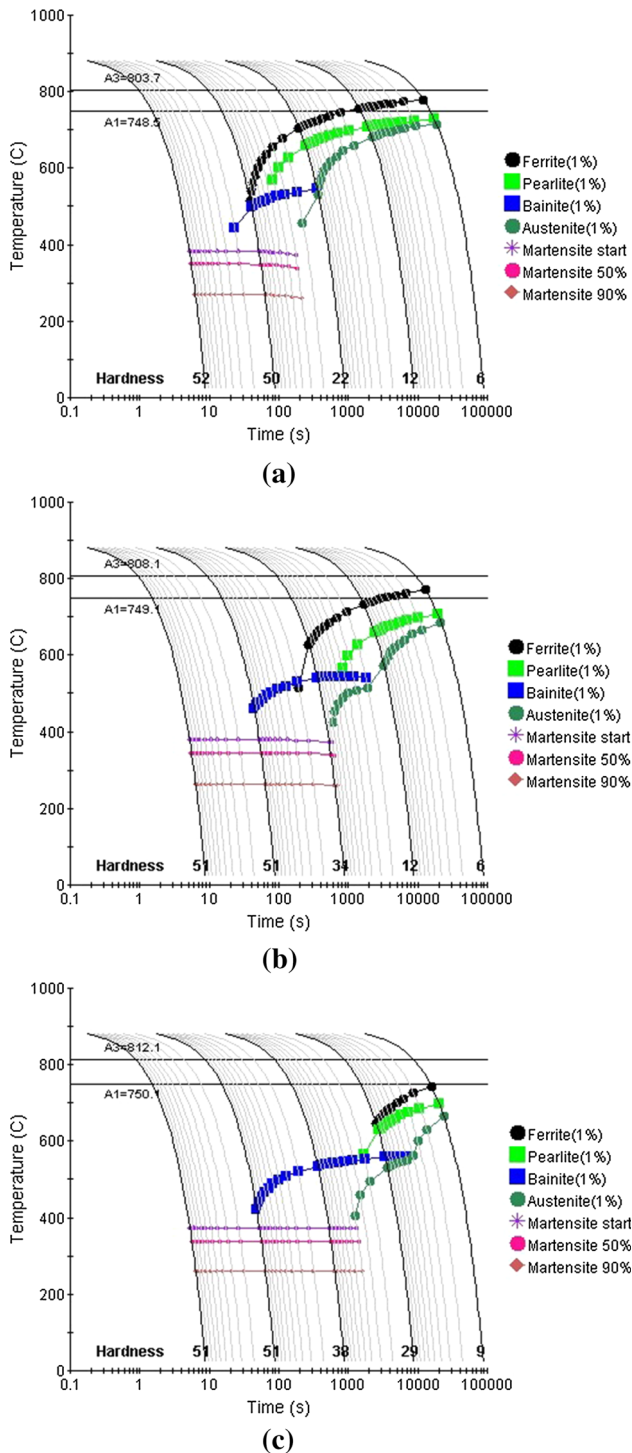 1000
800
600
400
200
0
Temperature (C)
A3=803.7
A1=748.5
Hardness 52 50 22 12 6
0.1 1 10 100 1000 10000 100000
Time (s)
Ferrite(1%)
Pearlite(1%)
Bainite(1%)
Austenite(1%)
Martensite start
Martensite 50%
Martensite 90%
(a)
1000
800
600
400
200
0
Temperature (C)
A3=808.1
A1=749.1
Hardness 51 51 34 12 6
0.1 1 10 100 1000 10000 100000
Time (s)
Ferrite(1%)
Pearlite(1%)
Bainite(1%)
Austenite(1%)
Martensite start
Martensite 50%
Martensite 90%
(b)
1000
800
600
400
200
0
Temperature (C)
A3=812.1
A1=750.1
Hardness 51 51 38 29 9
0.1 1 10 100 1000 10000 100000
Time (s)
Ferrite(1%)
Pearlite(1%)
Bainite(1%)
Austenite(1%)
Martensite start
Martensite 50%
Martensite 90%
(c)